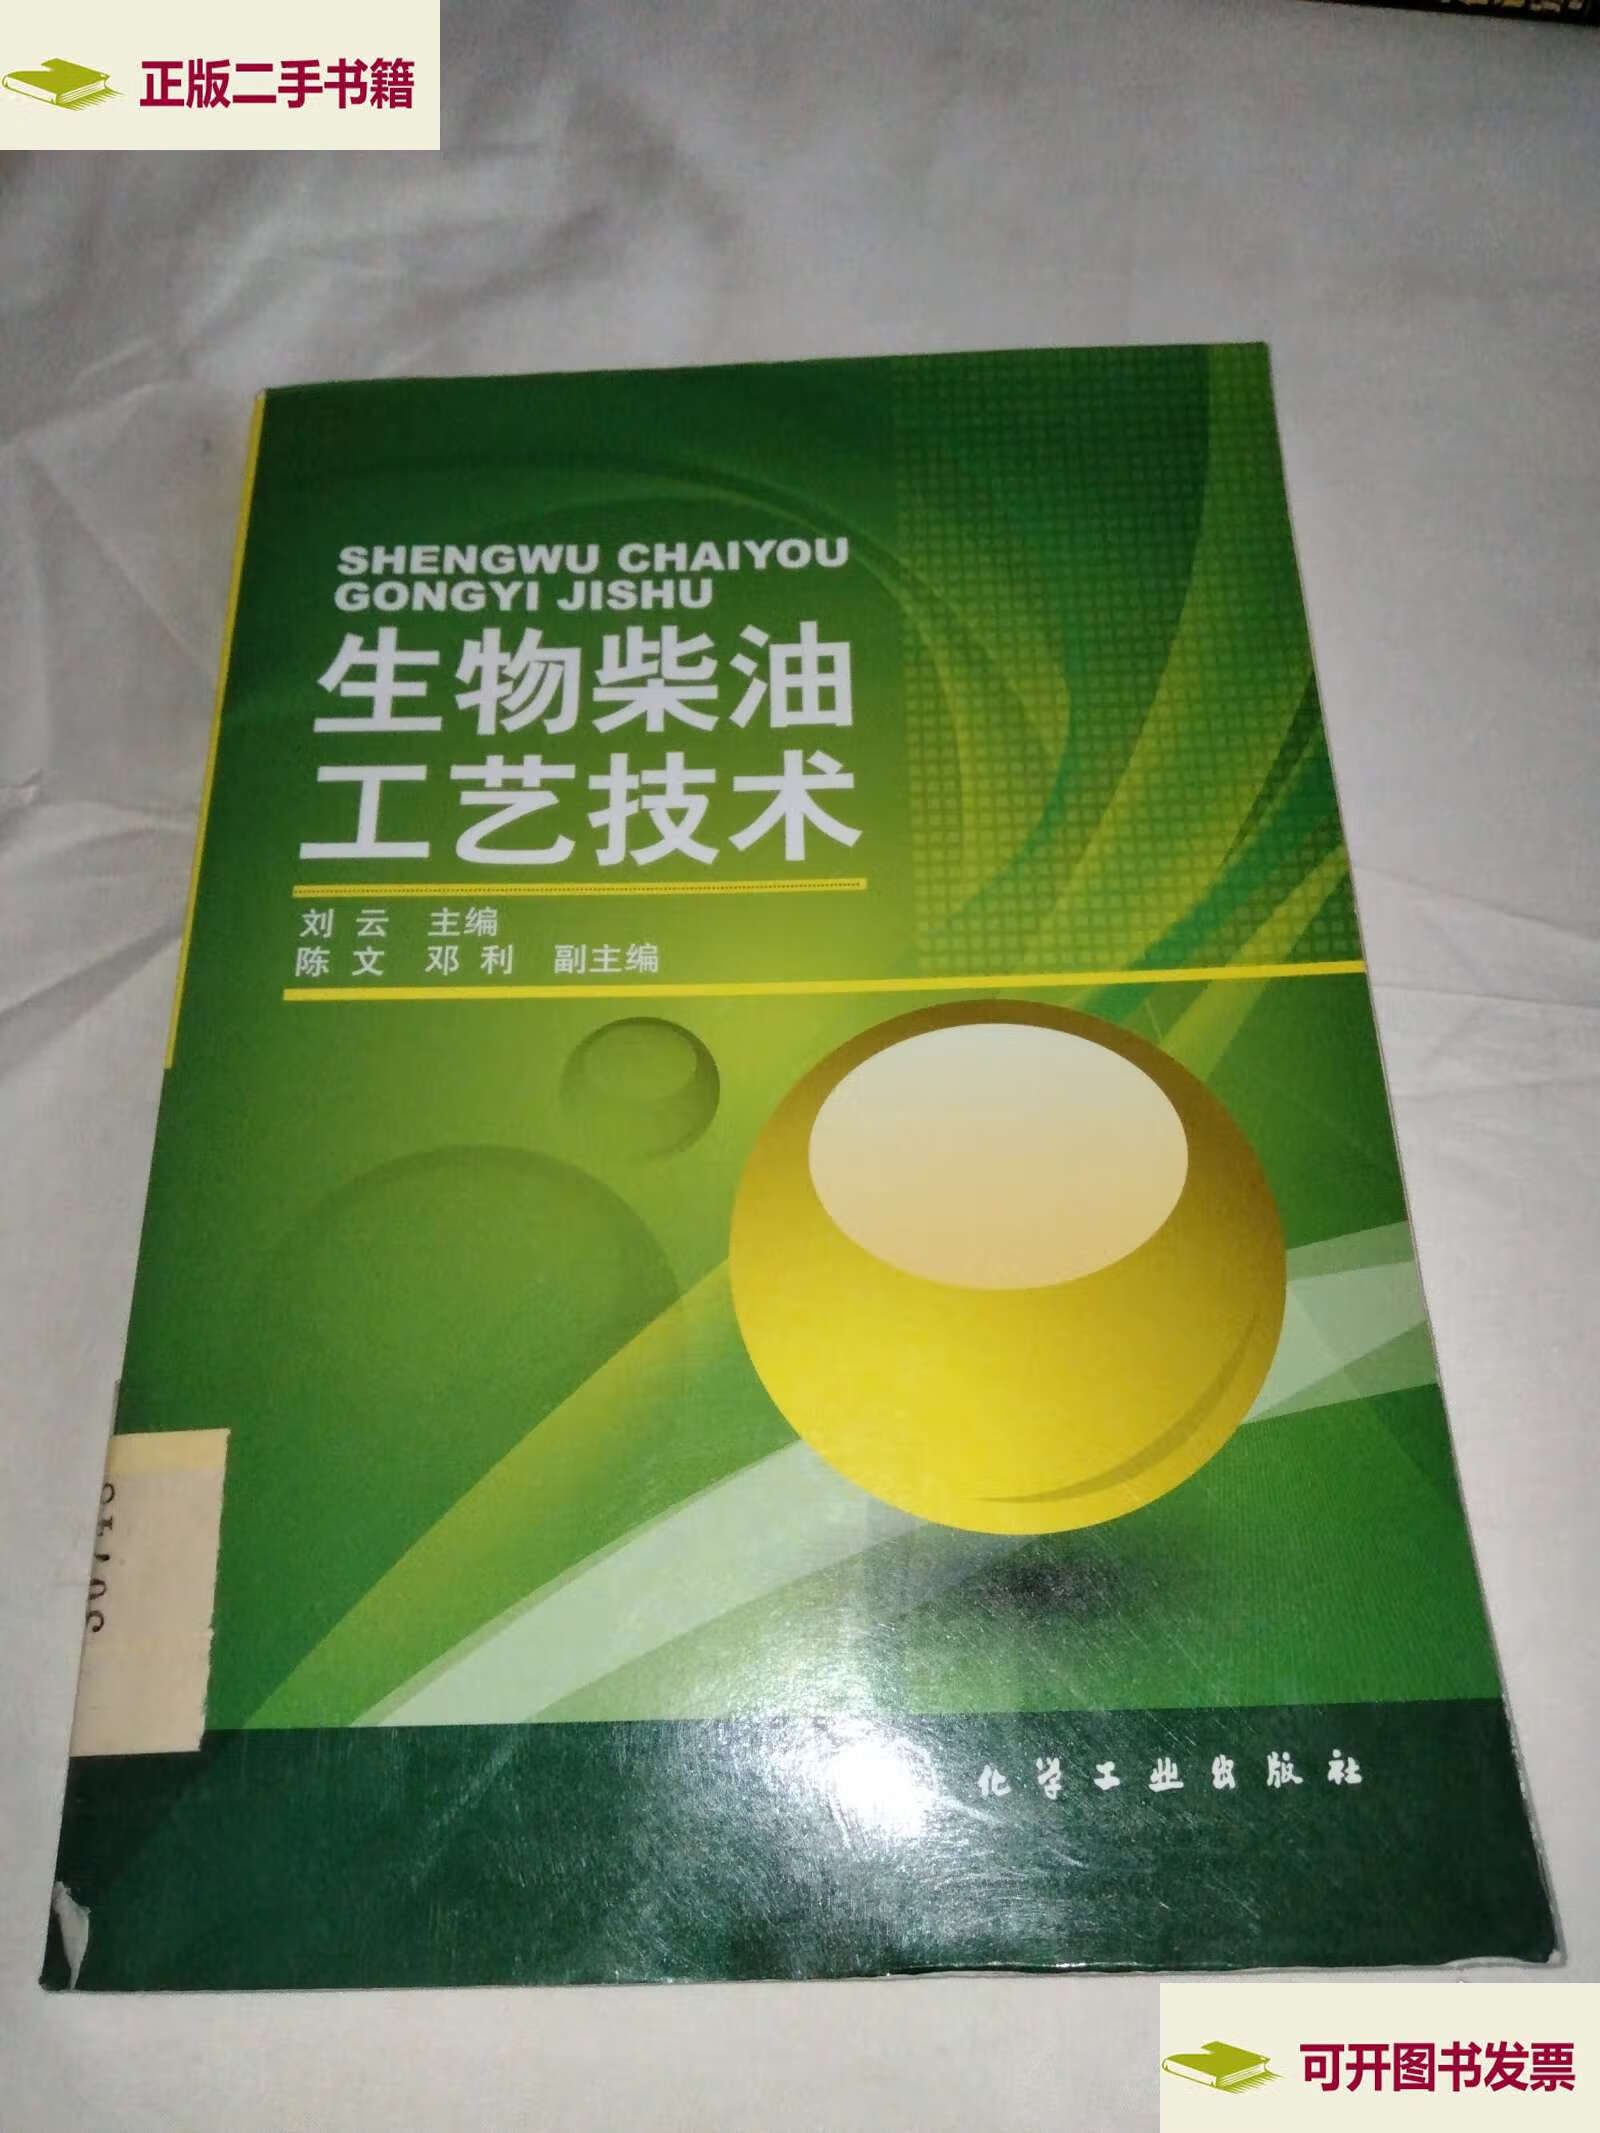 正版二手书籍
SHENGWU CHAIYOU
GONGYI JISHU
生物柴油
工艺技术
刘 云 主编
陈 文 邓 利 副主编
化学工业出版社
可开图书发票